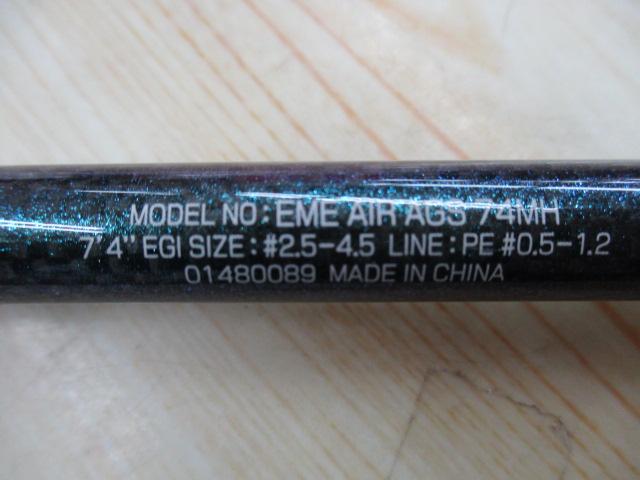 MODEL NO : EME AIR AGS 74MH
7'4" EGI SIZE : #2.5-4.5 LINE : PE #0.5-1.2
01480089 MADE IN CHINA